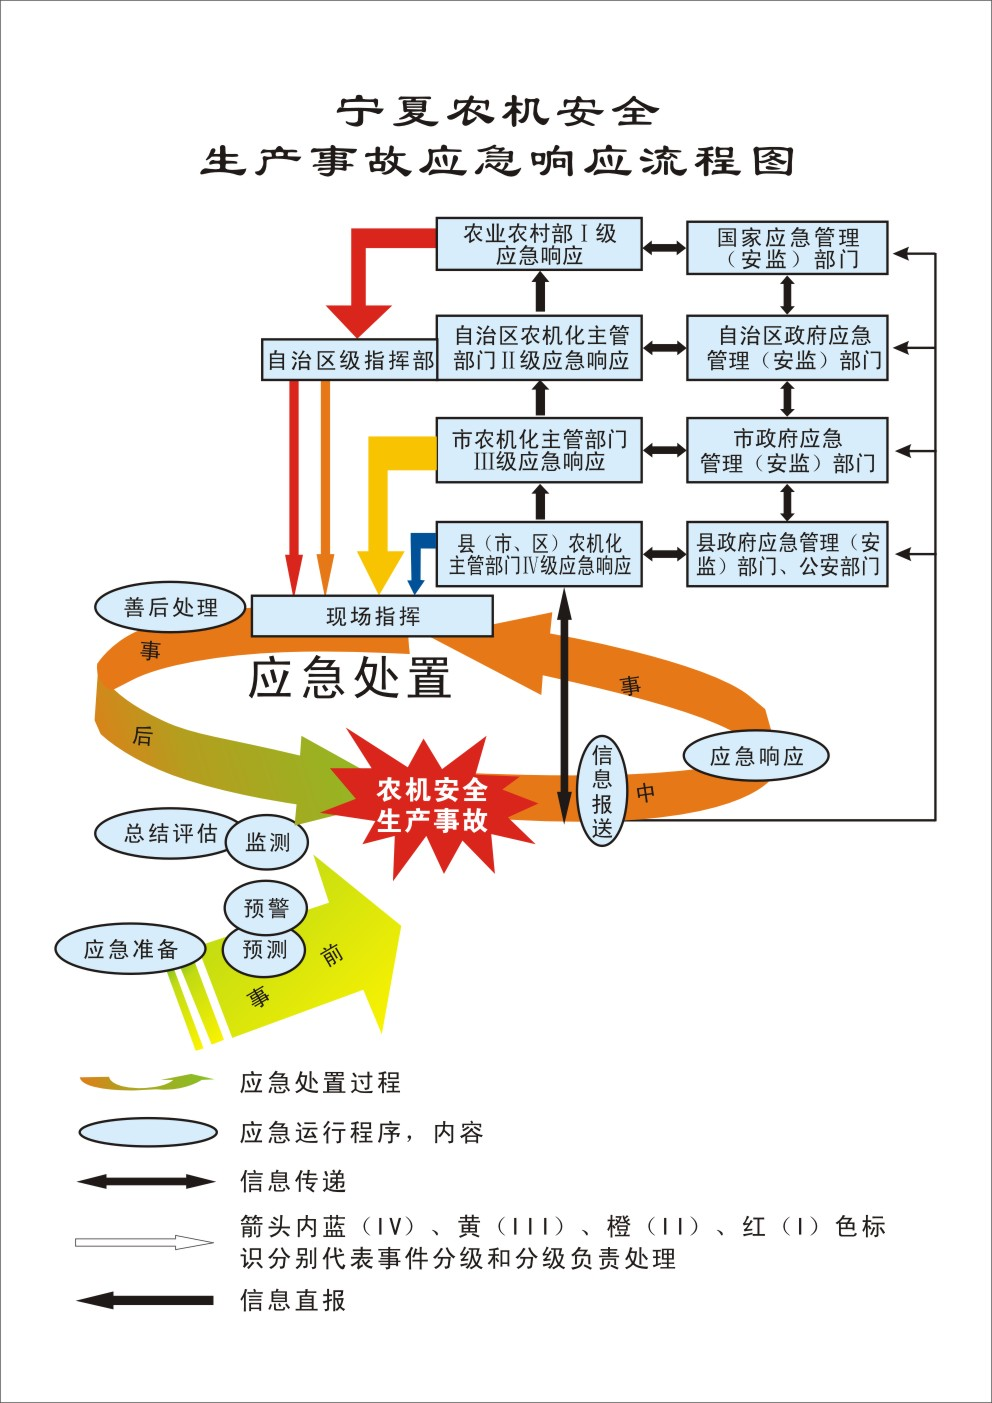 宁夏农机安全
生产事故应急响应流程图
农业农村部Ⅰ级
应急响应
国家应急管理
（安监）部门
自治区级指挥部
自治区农机化主管
部门Ⅱ级应急响应
自治区政府应急
管理（安监）部门
市农机化主管部门
Ⅲ级应急响应
市政府应急
管理（安监）部门
县（市、区）农机化
主管部门Ⅳ级应急响应
县政府应急管理（安
监）部门、公安部门
善后处理
现场指挥
事
应急处置
事
后
应急响应
信息报送
中
农机安全
生产事故
总结评估
监测
预警
应急准备
预测
前
事
应急处置过程
应急运行程序，内容
信息传递
箭头内蓝（IV）、黄（III）、橙（II）、红（I）色标
识分别代表事件分级和分级负责处理
信息直报